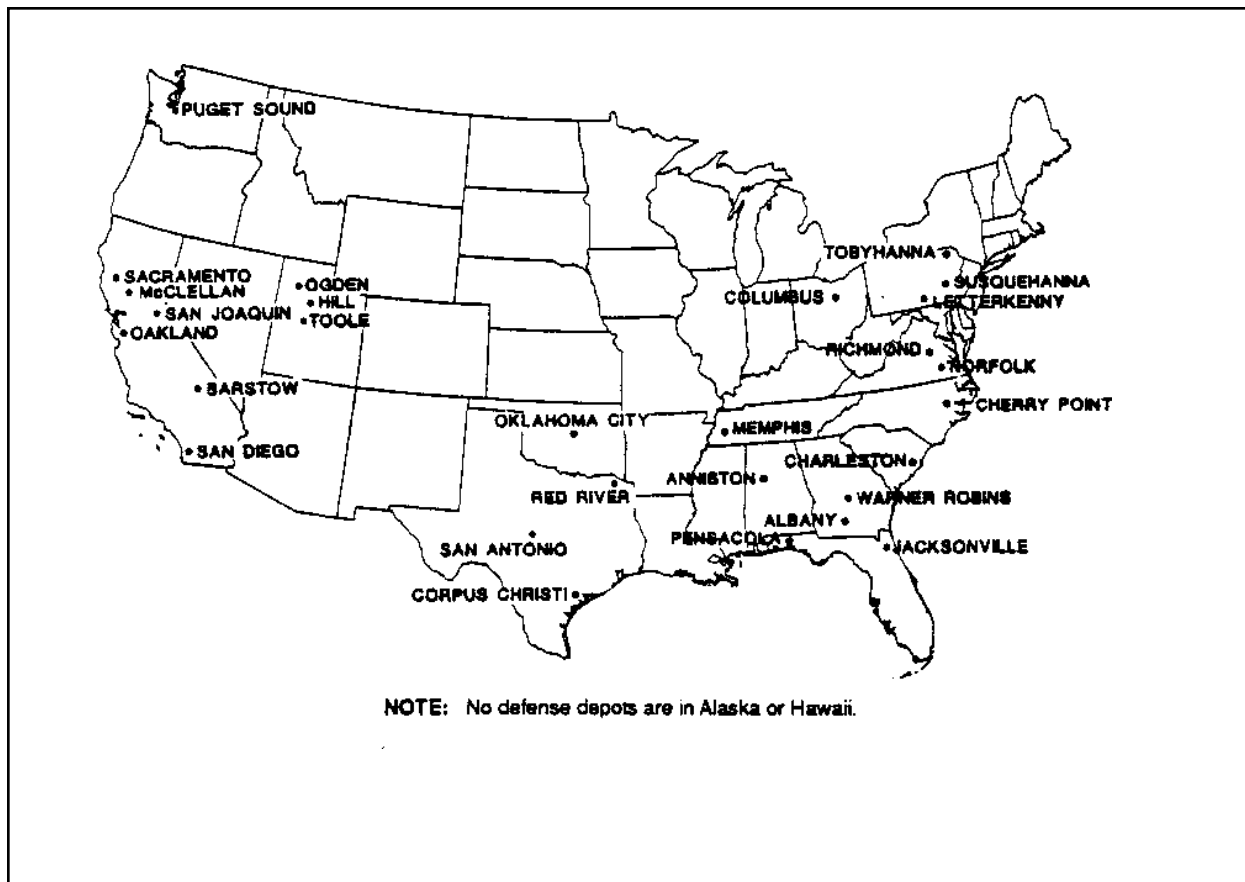 PUGET SOUND
TOBYHANNA
SACRAMENTO
OGDEN
SUSQUEHANNA
McCLELLAN
HILL
COLUMBUS
LETTERKENNY
SAN JOAQUIN
TOOLE
OAKLAND
RICHMOND
NORFOLK
BARSTOW
CHERRY POINT
OKLAHOMA CITY
MEMPHIS
SAN DIEGO
CHARLESTON
ANNISTON
RED RIVER
WARNER ROBINS
ALBANY
PENSACOLA
SAN ANTONIO
JACKSONVILLE
CORPUS CHRISTI
NOTE: No defense depots are in Alaska or Hawaii.